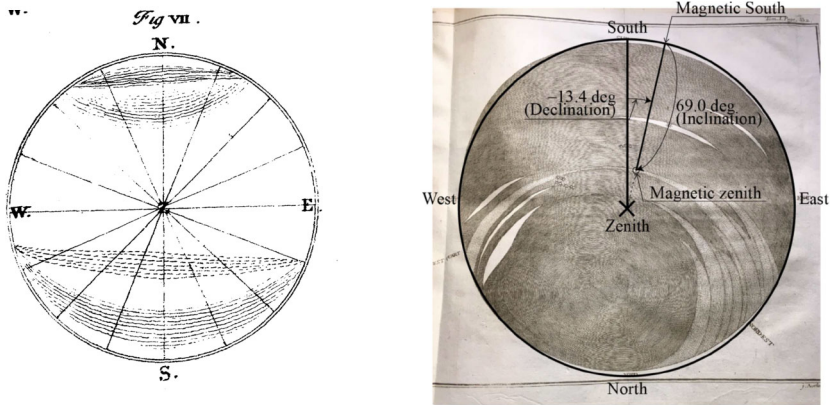 W.
Fig VII.
N.
W.
Z
E.
S.
Magnetic South
South
–13.4 deg
(Declination)
69.0 deg
(Inclination)
West
East
Magnetic zenith
Zenith
North